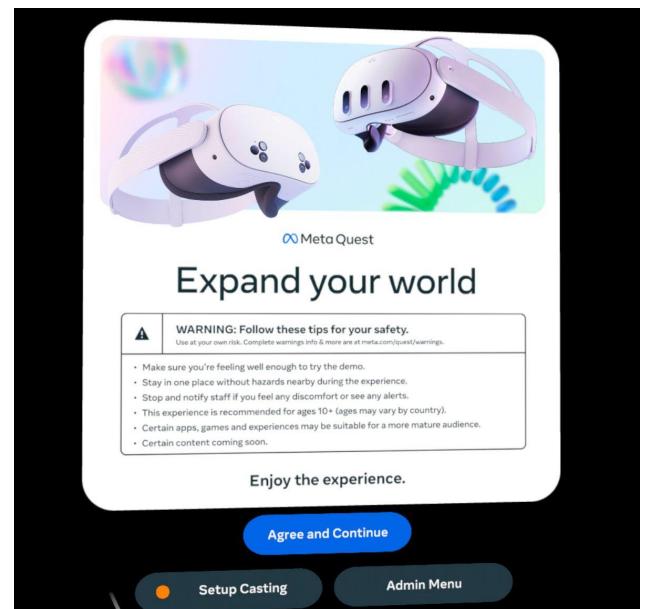 Meta Quest
Expand your world
WARNING: Follow these tips for your safety.
Use at your own risk. Complete warnings info & more are at meta.com/quest/warnings.
• Make sure you're feeling well enough to try the demo.
• Stay in one place without hazards nearby during the experience.
• Stop and notify staff if you feel any discomfort or see any alerts.
• This experience is recommended for ages 10+ (ages may vary by country).
• Certain apps, games and experiences may be suitable for a more mature audience.
• Certain content coming soon.
Enjoy the experience.
Agree and Continue
Setup Casting
Admin Menu